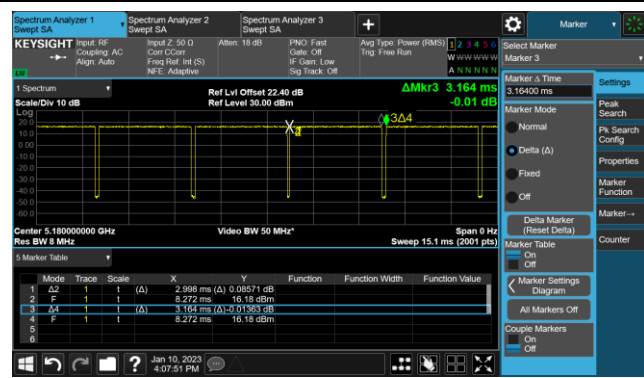 Spectrum Analyzer 1
Swept SA
Spectrum Analyzer 2
Swept SA
Spectrum Analyzer 3
Swept SA
+
Marker
KEYSIGHT
Input: RF
Coupling: AC
Align: Auto
Input Z: 50 Ω
Corr CCorr
Freq Ref: Int (S)
NFE: Adaptive
Atten: 18 dB
PNO: Fast
Gate: Off
IF Gain: Low
Sig Track: Off
Avg Type: Power (RMS)
Trig: Free Run
1 2 3 4 5 6
W W W W W W
A N N N N N
LXI
Select Marker
Marker 3
1 Spectrum
Scale/Div 10 dB
Ref Lvl Offset 22.40 dB
Ref Level 30.00 dBm
ΔMkr3 3.164 ms
-0.01 dB
Log
20.0
10.0
0.00
-10.0
-20.0
-30.0
-40.0
-50.0
-60.0
3Δ4
Center 5.180000000 GHz
Res BW 8 MHz
Video BW 50 MHz*
Span 0 Hz
Sweep 15.1 ms (2001 pts)
5 Marker Table
Mode Trace Scale X Y Function Function Width Function Value
1 Δ2 1 t (Δ) 2.998 ms (Δ) 0.08571 dB
2 F 1 t 8.272 ms 16.18 dBm
3 Δ4 1 t (Δ) 3.164 ms (Δ) -0.01363 dB
4 F 1 t 8.272 ms 16.18 dBm
5
6
Marker Δ Time
3.16400 ms
Marker Mode
Normal
Delta (Δ)
Fixed
Off
Delta Marker
(Reset Delta)
Marker Table
On
Off
Marker Settings
Diagram
All Markers Off
Couple Markers
On
Off
Settings
Peak
Search
Pk Search
Config
Properties
Marker
Function
Marker→
Counter
?
Jan 10, 2023
4:07:51 PM